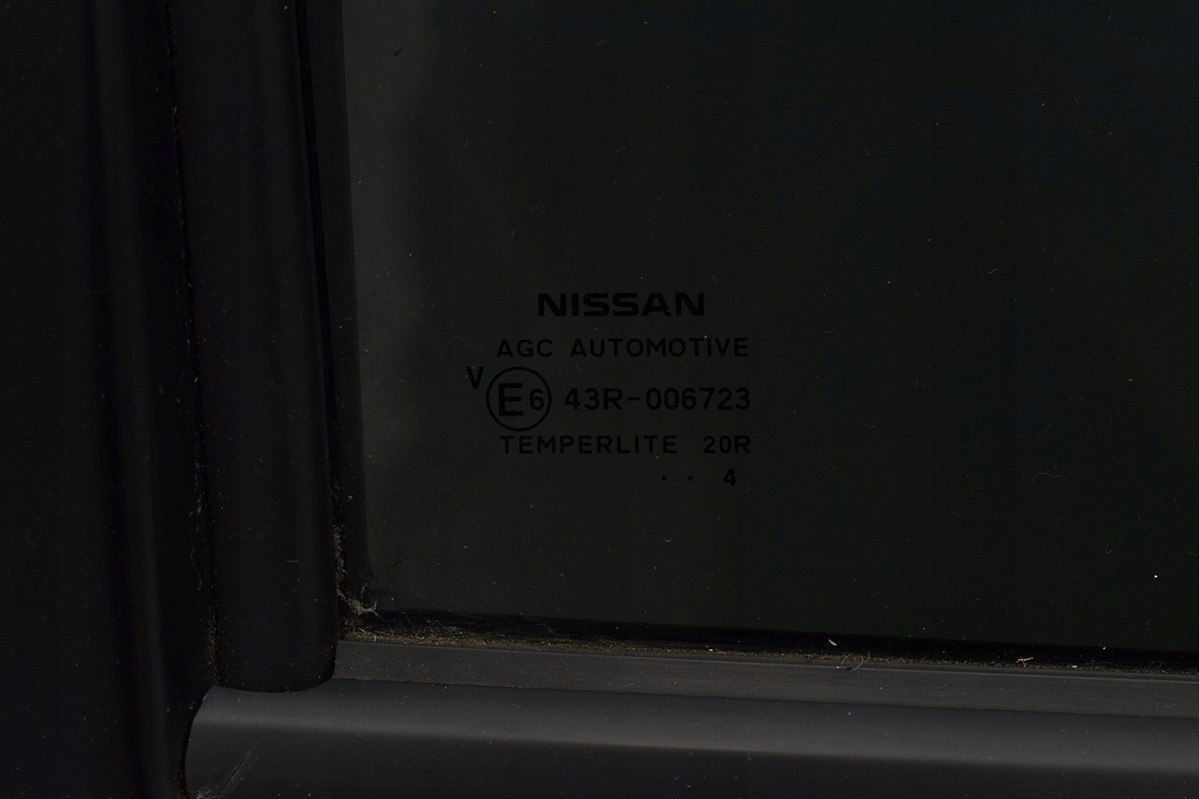 NISSAN
AGC AUTOMOTIVE
V E6 43R-006723
TEMPERLITE 20R
· · 4